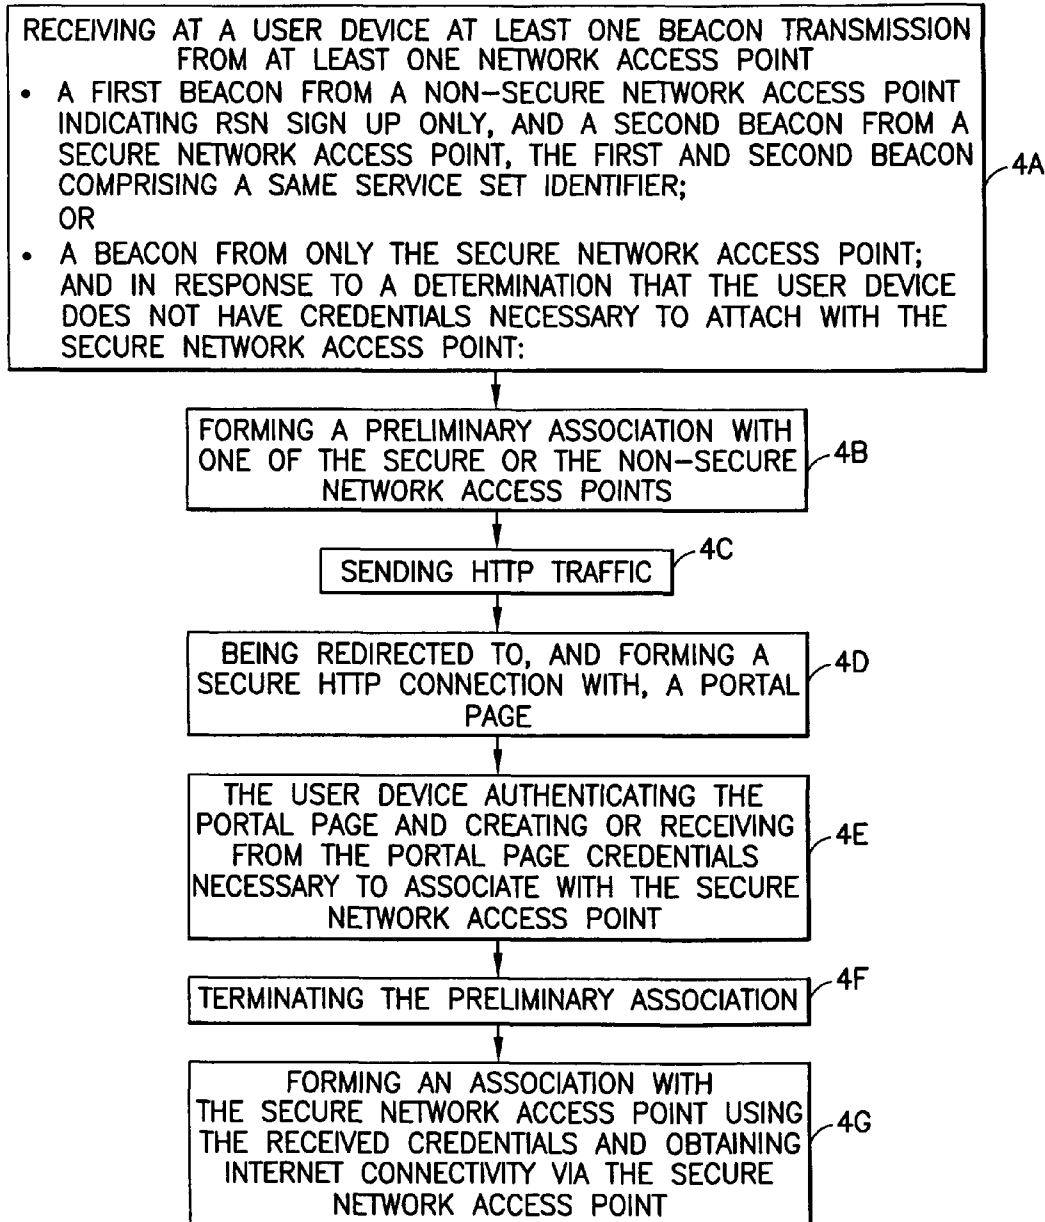 RECEIVING AT A USER DEVICE AT LEAST ONE BEACON TRANSMISSION
FROM AT LEAST ONE NETWORK ACCESS POINT
• A FIRST BEACON FROM A NON-SECURE NETWORK ACCESS POINT
INDICATING RSN SIGN UP ONLY, AND A SECOND BEACON FROM A
SECURE NETWORK ACCESS POINT, THE FIRST AND SECOND BEACON
COMPRISING A SAME SERVICE SET IDENTIFIER;
OR
• A BEACON FROM ONLY THE SECURE NETWORK ACCESS POINT;
AND IN RESPONSE TO A DETERMINATION THAT THE USER DEVICE
DOES NOT HAVE CREDENTIALS NECESSARY TO ATTACH WITH THE
SECURE NETWORK ACCESS POINT:
4A
FORMING A PRELIMINARY ASSOCIATION WITH
ONE OF THE SECURE OR THE NON-SECURE
NETWORK ACCESS POINTS
4B
SENDING HTTP TRAFFIC
4C
BEING REDIRECTED TO, AND FORMING A
SECURE HTTP CONNECTION WITH, A PORTAL
PAGE
4D
THE USER DEVICE AUTHENTICATING THE
PORTAL PAGE AND CREATING OR RECEIVING
FROM THE PORTAL PAGE CREDENTIALS
NECESSARY TO ASSOCIATE WITH THE SECURE
NETWORK ACCESS POINT
4E
TERMINATING THE PRELIMINARY ASSOCIATION
4F
FORMING AN ASSOCIATION WITH
THE SECURE NETWORK ACCESS POINT USING
THE RECEIVED CREDENTIALS AND OBTAINING
INTERNET CONNECTIVITY VIA THE SECURE
NETWORK ACCESS POINT
4G